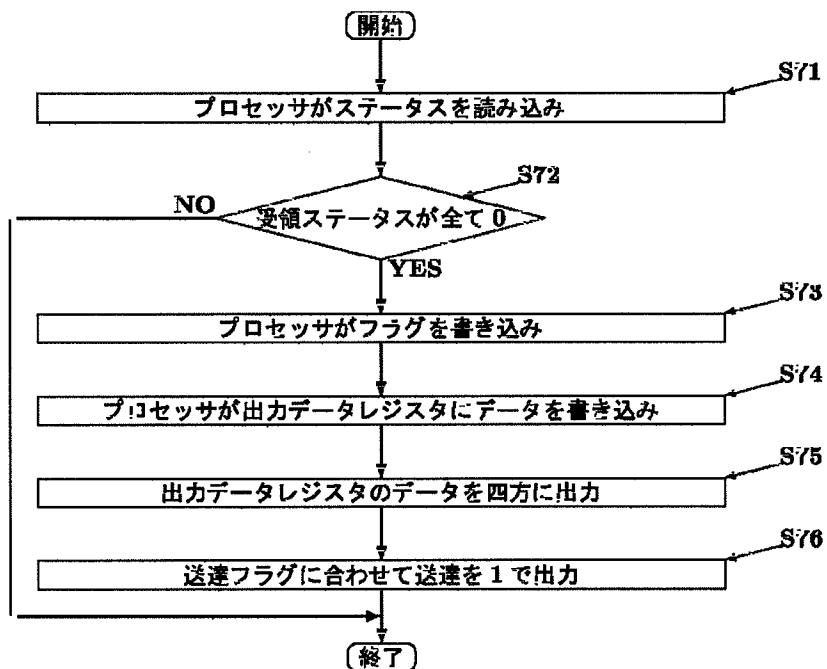 開始
S71
プロセッサがステータスを読み込み
S72
NO
受領ステータスが全て 0
YES
S73
プロセッサがフラグを書き込み
S74
プロセッサが出力データレジスタにデータを書き込み
S75
出力データレジスタのデータを四方に出力
S76
送達フラグに合わせて送達を 1 で出力
終了